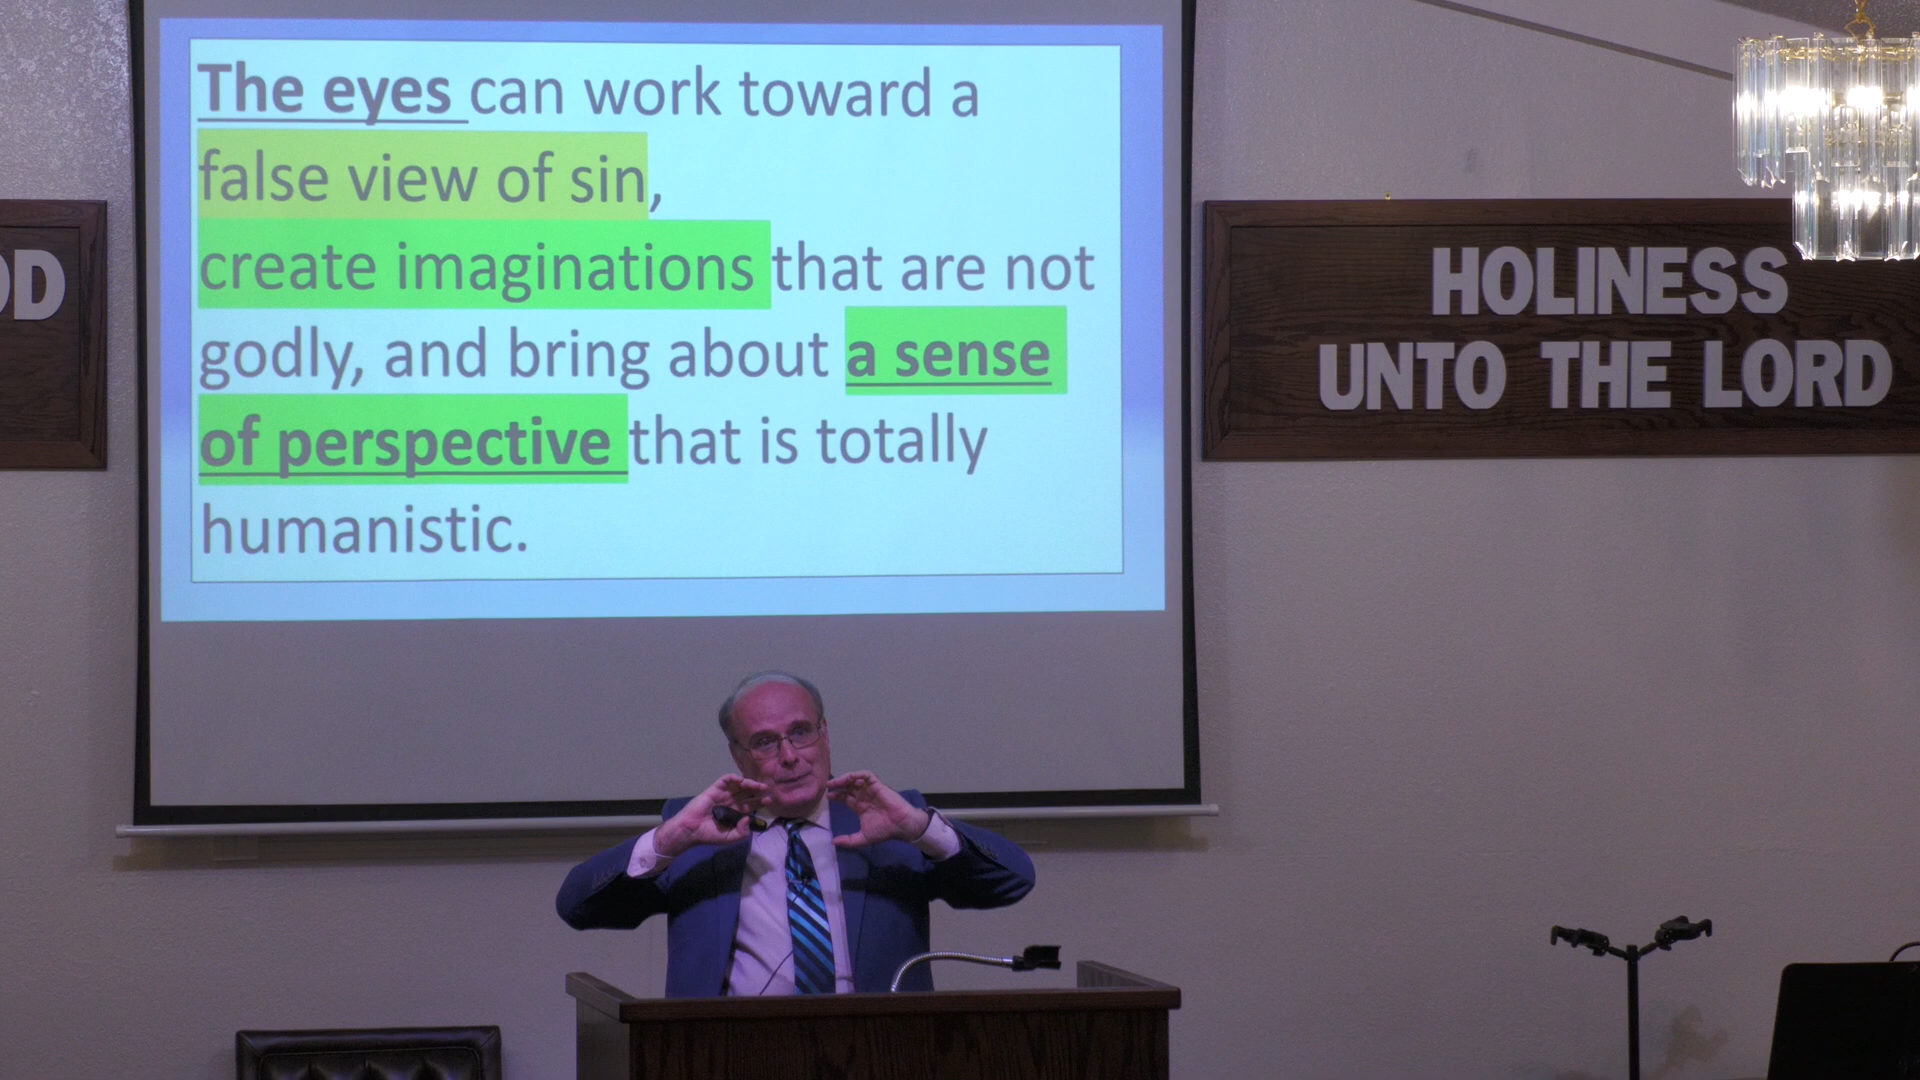 The eyes can work toward a
false view of sin,
create imaginations that are not
godly, and bring about a sense
of perspective that is totally
humanistic.
OD
HOLINESS
UNTO THE LORD